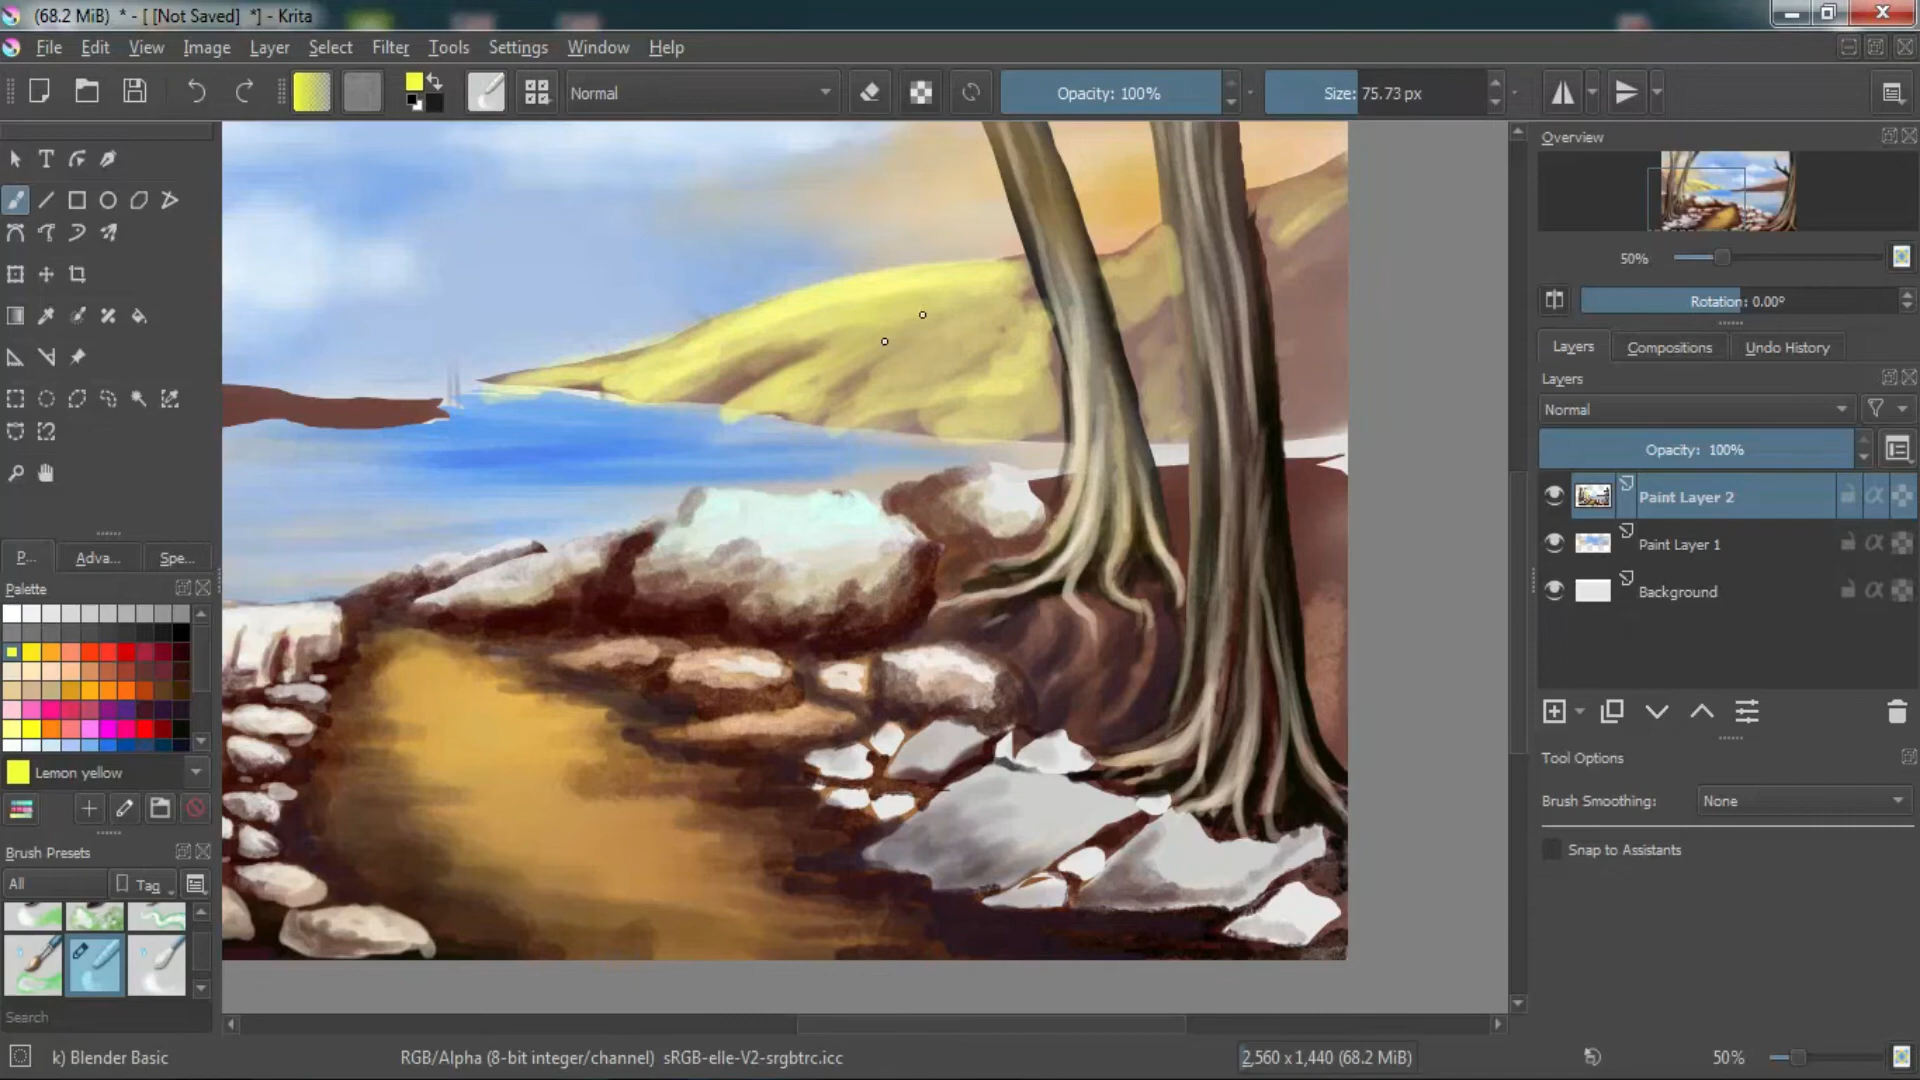 (68.2 MiB) * - [ [Not Saved] *] - Krita
File Edit View Image Layer Select Filter Tools Settings Window Help
Normal
Opacity: 100%
Size: 75.73 px
Overview
50%
Rotation: 0.00º
Layers Compositions Undo History
Layers
Normal
Opacity: 100%
Paint Layer 2
Paint Layer 1
Background
Tool Options
Brush Smoothing: None
Snap to Assistants
P... Adva... Spe...
Palette
Lemon yellow
Brush Presets
All
Tag
Search
k) Blender Basic
RGB/Alpha (8-bit integer/channel) sRGB-elle-V2-srgbtrc.icc
2,560 x 1,440 (68.2 MiB)
50%